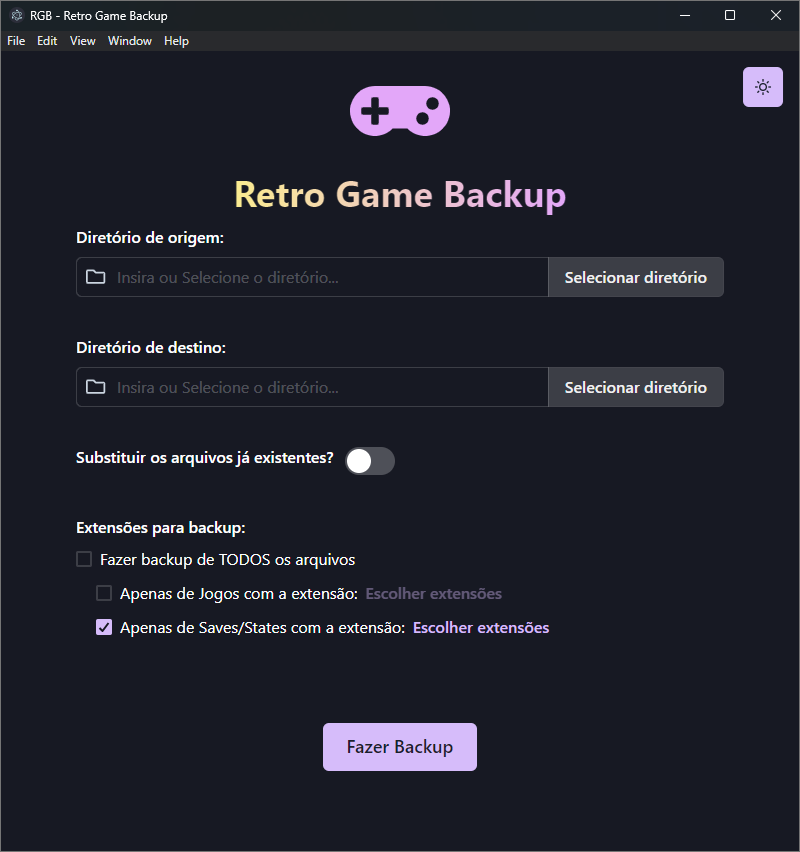 RGB - Retro Game Backup
File Edit View Window Help
Retro Game Backup
Diretório de origem:
Insira ou Selecione o diretório... Selecionar diretório
Diretório de destino:
Insira ou Selecione o diretório... Selecionar diretório
Substituir os arquivos já existentes?
Extensões para backup:
Fazer backup de TODOS os arquivos
Apenas de Jogos com a extensão: Escolher extensões
Apenas de Saves/States com a extensão: Escolher extensões
Fazer Backup